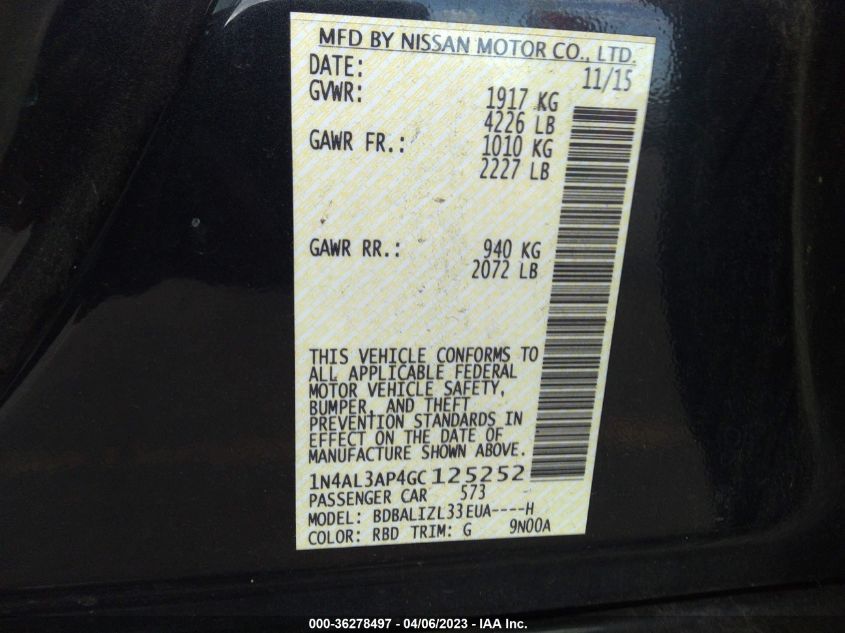 MFD BY NISSAN MOTOR CO., LTD.
DATE: 11/15
GVWR: 1917 KG
4226 LB
GAWR FR.: 1010 KG
2227 LB
GAWR RR.: 940 KG
2072 LB
THIS VEHICLE CONFORMS TO
ALL APPLICABLE FEDERAL
MOTOR VEHICLE SAFETY,
BUMPER, AND THEFT
PREVENTION STANDARDS IN
EFFECT ON THE DATE OF
MANUFACTURE SHOWN ABOVE.
1N4AL3AP4GC125252
PASSENGER CAR 573
MODEL: BDBALIZL33EUA----H
COLOR: RBD TRIM: G 9N00A
000-36278497 - 04/06/2023 - IAA Inc.